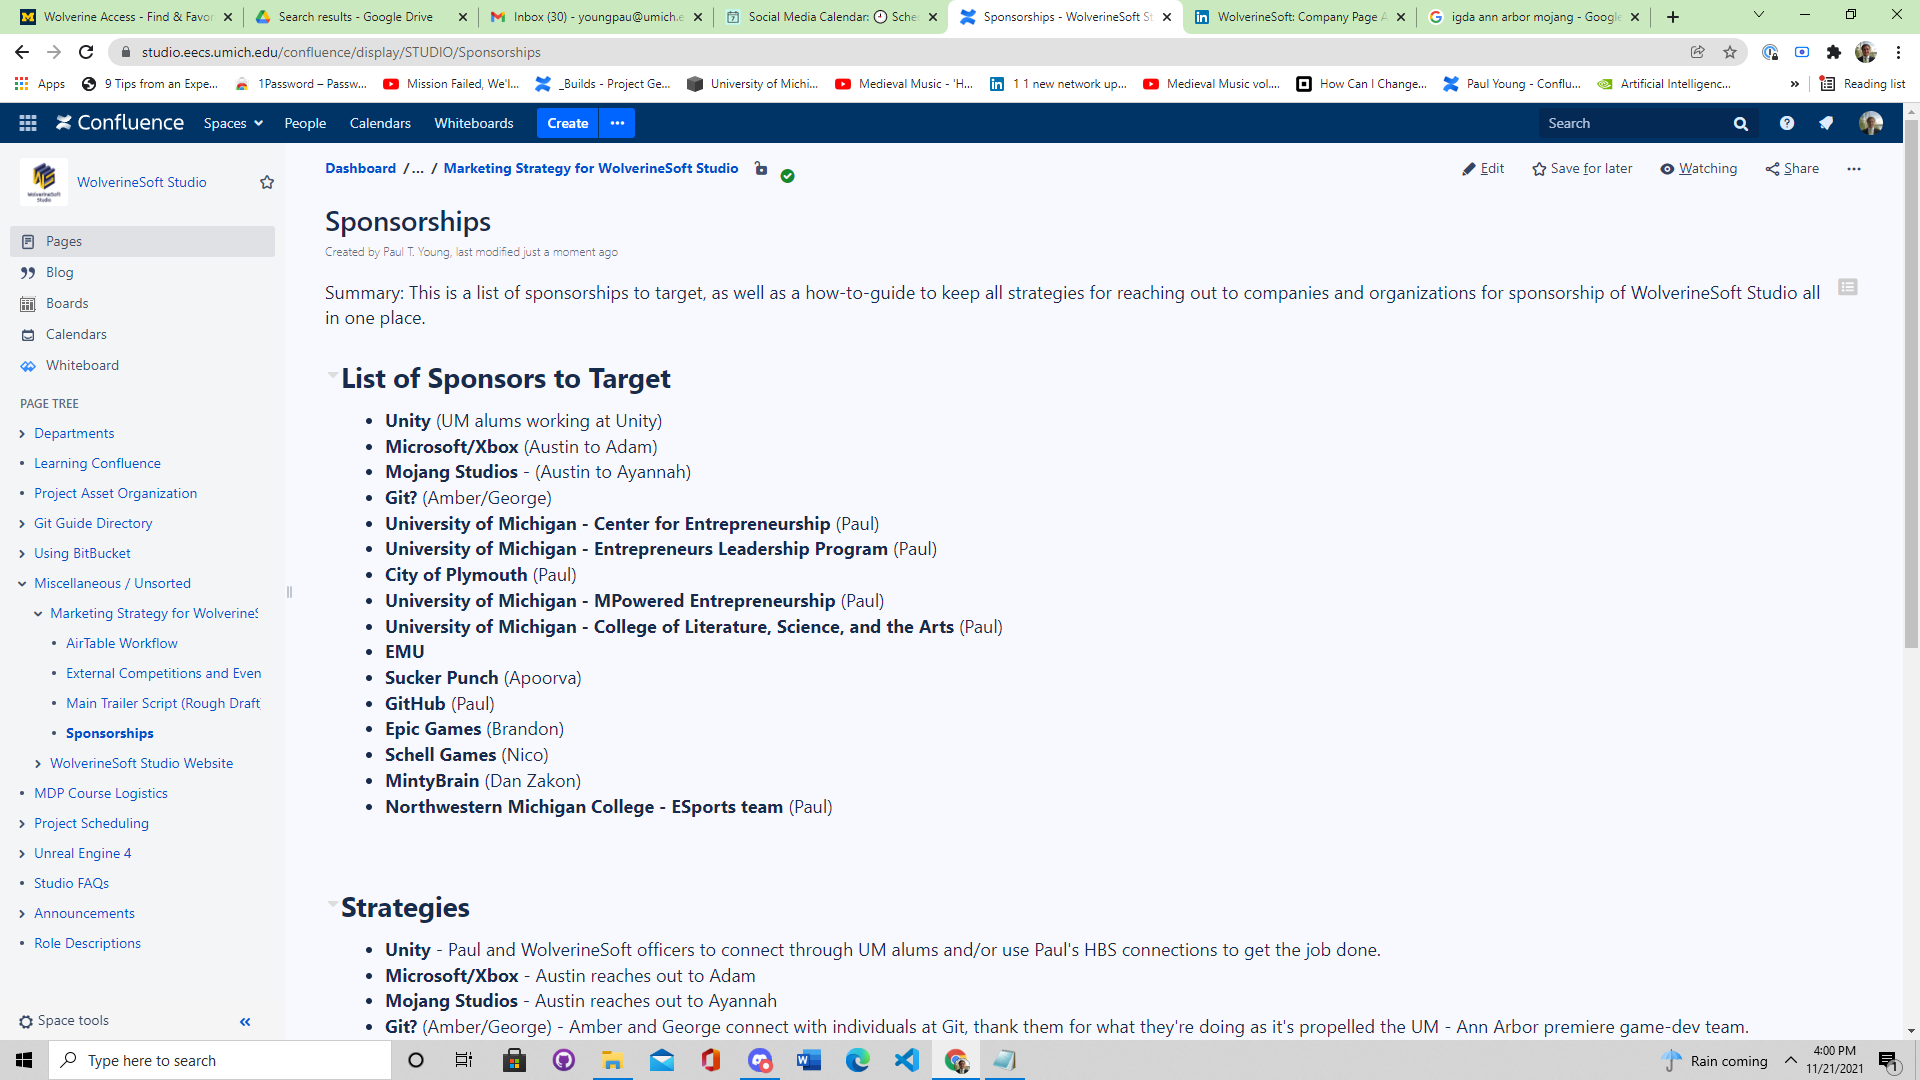 Wolverine Access - Find & Favor
Search results - Google Drive
Inbox (30) - youngpau@umich.e
Social Media Calendar: Sche
Sponsorships - WolverineSoft St
WolverineSoft: Company Page A
igda ann arbor mojang - Google
studio.eecs.umich.edu/confluence/display/STUDIO/Sponsorships
Apps
9 Tips from an Expe...
1Password – Passw...
Mission Failed, We'l...
_Builds - Project Ge...
University of Michi...
Medieval Music - 'H...
1 1 new network up...
Medieval Music vol....
How Can I Change...
Paul Young - Conflu...
Artificial Intelligenc...
»
Reading list
Confluence
Spaces
People
Calendars
Whiteboards
Create
Search
WolverineSoft Studio
WolverineSoft Studio
Pages
Blog
Boards
Calendars
Whiteboard
PAGE TREE
Departments
Learning Confluence
Project Asset Organization
Git Guide Directory
Using BitBucket
Miscellaneous / Unsorted
Marketing Strategy for WolverineS
AirTable Workflow
External Competitions and Even
Main Trailer Script (Rough Draft)
Sponsorships
WolverineSoft Studio Website
MDP Course Logistics
Project Scheduling
Unreal Engine 4
Studio FAQs
Announcements
Role Descriptions
Space tools
«
Dashboard /... / Marketing Strategy for WolverineSoft Studio
Edit
Save for later
Watching
Share
Sponsorships
Created by Paul T. Young, last modified just a moment ago
Summary: This is a list of sponsorships to target, as well as a how-to-guide to keep all strategies for reaching out to companies and organizations for sponsorship of WolverineSoft Studio all
in one place.
List of Sponsors to Target
• Unity (UM alums working at Unity)
• Microsoft/Xbox (Austin to Adam)
• Mojang Studios - (Austin to Ayannah)
• Git? (Amber/George)
• University of Michigan - Center for Entrepreneurship (Paul)
• University of Michigan - Entrepreneurs Leadership Program (Paul)
• City of Plymouth (Paul)
• University of Michigan - MPowered Entrepreneurship (Paul)
• University of Michigan - College of Literature, Science, and the Arts (Paul)
• EMU
• Sucker Punch (Apoorva)
• GitHub (Paul)
• Epic Games (Brandon)
• Schell Games (Nico)
• MintyBrain (Dan Zakon)
• Northwestern Michigan College - ESports team (Paul)
Strategies
• Unity - Paul and WolverineSoft officers to connect through UM alums and/or use Paul's HBS connections to get the job done.
• Microsoft/Xbox - Austin reaches out to Adam
• Mojang Studios - Austin reaches out to Ayannah
• Git? (Amber/George) - Amber and George connect with individuals at Git, thank them for what they're doing as it's propelled the UM - Ann Arbor premiere game-dev team.
Type here to search
Rain coming
4:00 PM
11/21/2021
1